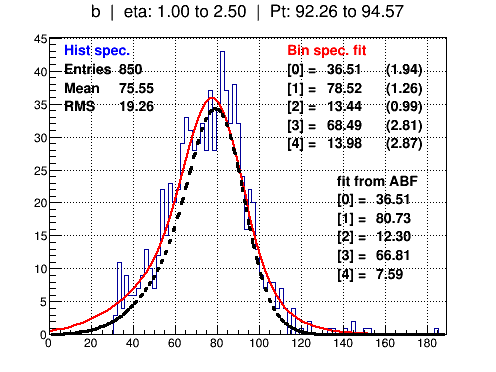 b | eta: 1.00 to 2.50 | Pt: 92.26 to 94.57
Hist spec.
Entries 850
Mean 75.55
RMS 19.26
Bin spec. fit
[0] = 36.51 (1.94)
[1] = 78.52 (1.26)
[2] = 13.44 (0.99)
[3] = 68.49 (2.81)
[4] = 13.98 (2.87)
fit from ABF
[0] = 36.51
[1] = 80.73
[2] = 12.30
[3] = 66.81
[4] = 7.59
45
40
35
30
25
20
15
10
5
0
0 20 40 60 80 100 120 140 160 180